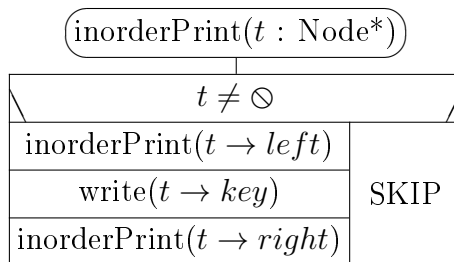 inorderPrint(t : Node*)
t ≠ ⊘
inorderPrint(t → left)
write(t → key)
SKIP
inorderPrint(t → right)